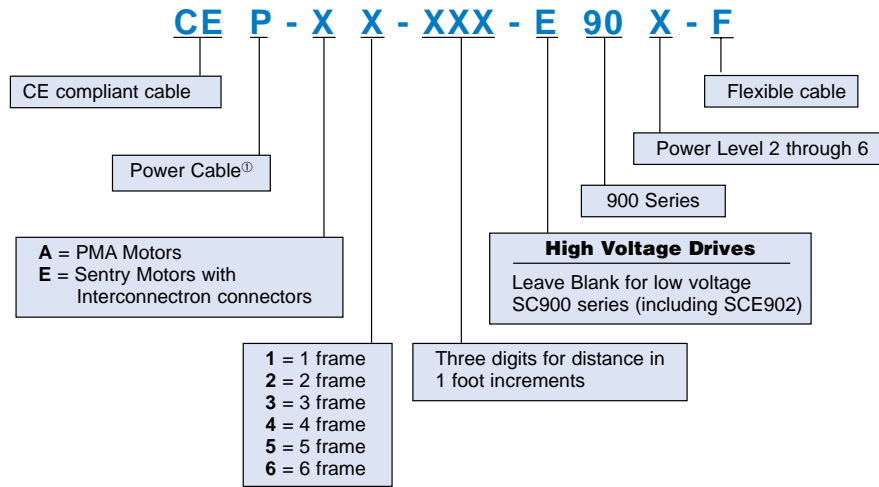 CE P - X X - XXX - E 90 X - F
CE compliant cable
Flexible cable
Power Level 2 through 6
Power Cable①
900 Series
A = PMA Motors
E = Sentry Motors with
Interconnectron connectors
High Voltage Drives
Leave Blank for low voltage
SC900 series (including SCE902)
1 = 1 frame
2 = 2 frame
3 = 3 frame
4 = 4 frame
5 = 5 frame
6 = 6 frame
Three digits for distance in
1 foot increments